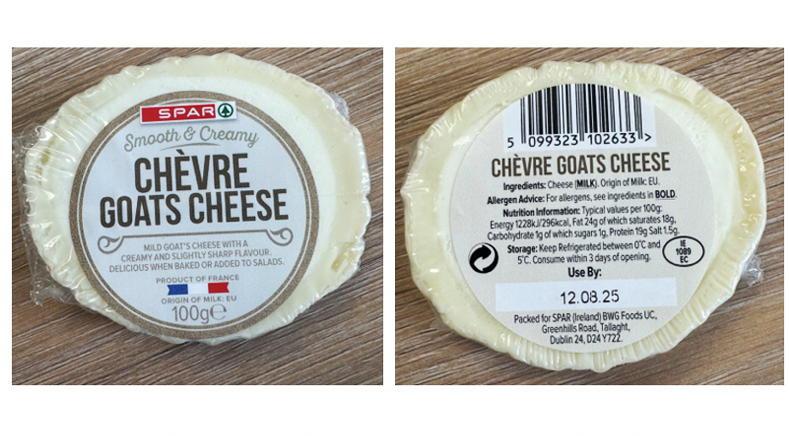 SPAR
Smooth & Creamy
CHÈVRE
GOATS CHEESE
MILD GOAT'S CHEESE WITH A
CREAMY AND SLIGHTLY SHARP FLAVOUR.
DELICIOUS WHEN BAKED OR ADDED TO SALADS.
PRODUCT OF FRANCE
ORIGIN OF MILK: EU
100g℮
5 099323 102633 >
CHÈVRE GOATS CHEESE
Ingredients: Cheese (MILK). Origin of Milk: EU.
Allergen Advice: For allergens, see ingredients in BOLD.
Nutrition Information: Typical values per 100g:
Energy 1228kJ/296kcal, Fat 24g of which saturates 18g,
Carbohydrate 1g of which sugars 1g, Protein 19g Salt 1.5g.
Storage: Keep Refrigerated between 0°C and
5°C. Consume within 3 days of opening.
IE
1089
EC
Use By:
12.08.25
Packed for SPAR (Ireland) BWG Foods UC,
Greenhills Road, Tallaght,
Dublin 24, D24 Y722.